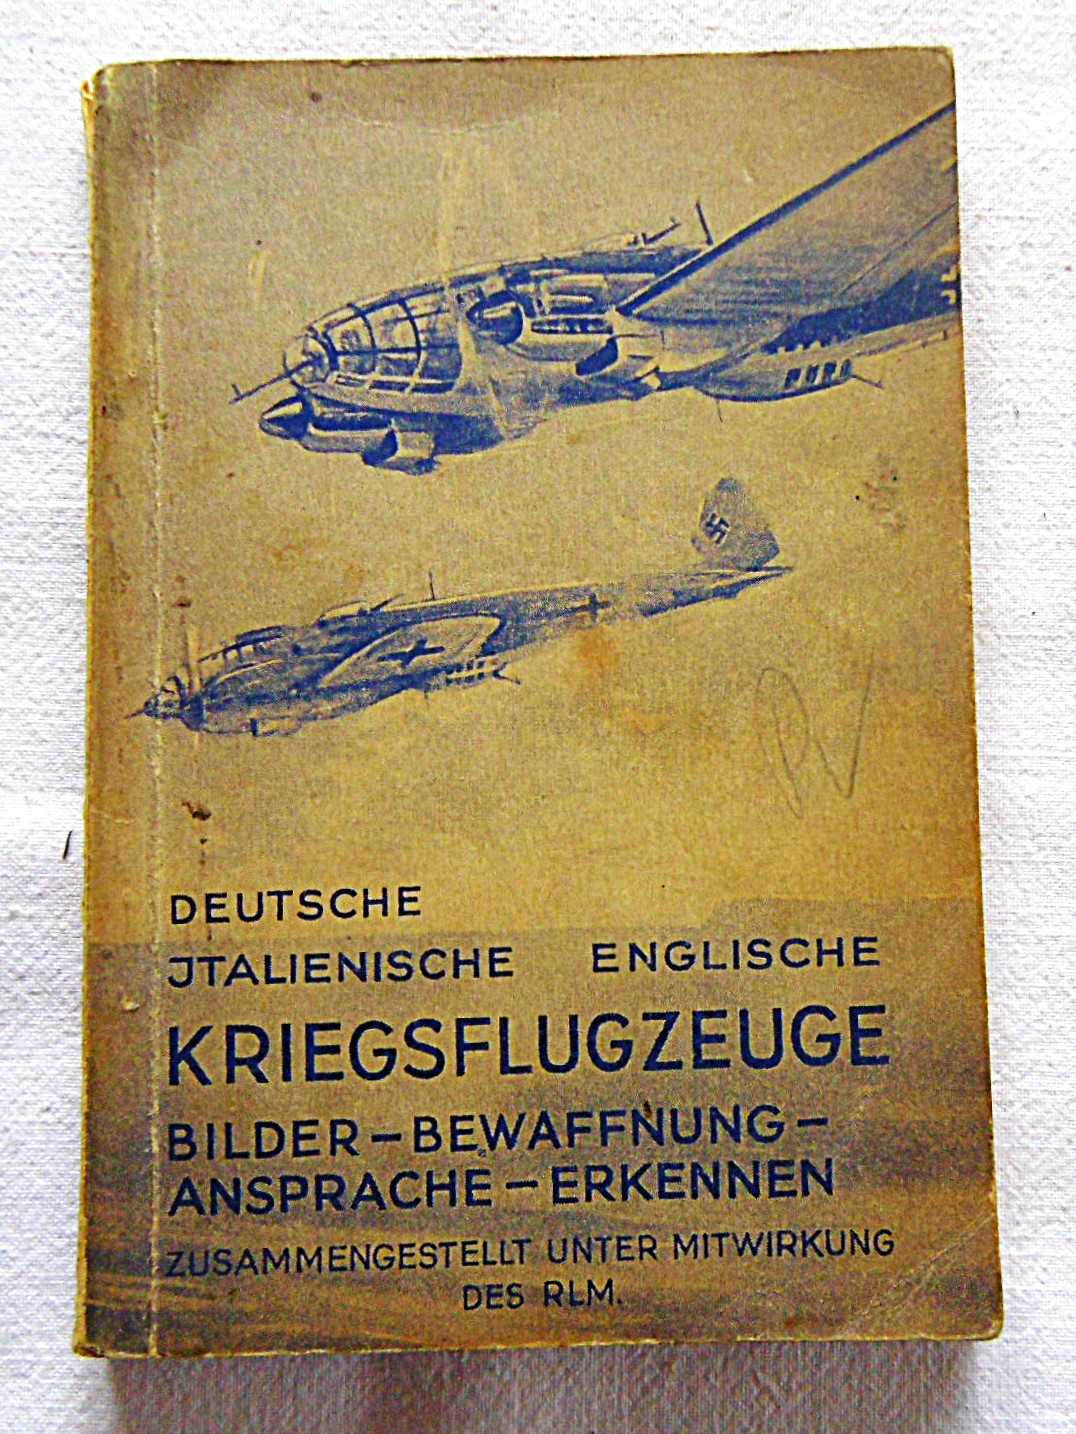 DEUTSCHE
JTALIENISCHE ENGLISCHE
KRIEGSFLUGZEUGE
BILDER – BEWAFFNUNG –
ANSPRACHE – ERKENNEN
ZUSAMMENGESTELLT UNTER MITWIRKUNG
DES RLM.